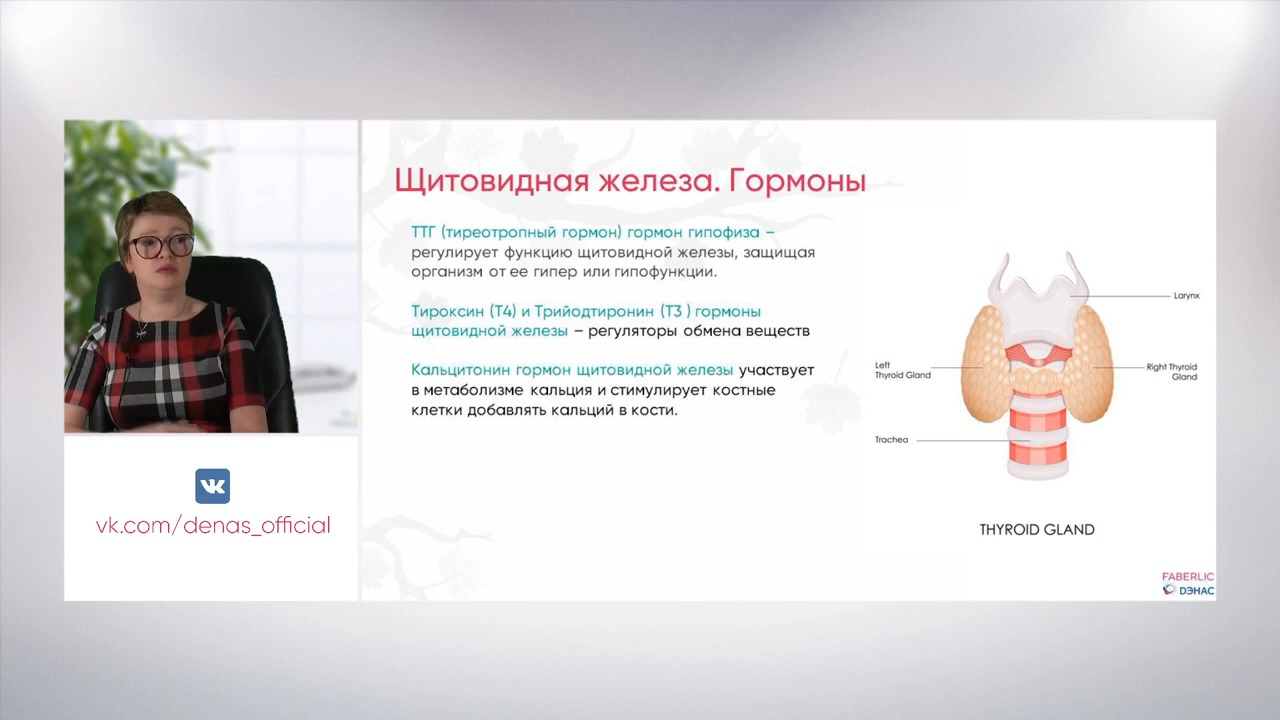 Щитовидная железа. Гормоны
ТТГ (тиреотропный гормон) гормон гипофиза –
регулирует функцию щитовидной железы, защищая
организм от ее гипер или гипофункции.
Тироксин (Т4) и Трийодтиронин (Т3 ) гормоны
щитовидной железы – регуляторы обмена веществ
Кальцитонин гормон щитовидной железы участвует
в метаболизме кальция и стимулирует костные
клетки добавлять кальций в кости.
Larynx
Left
Thyroid Gland
Right Thyroid
Gland
Trachea
THYROID GLAND
vk.com/denas_official
FABERLIC
ДЭНАС